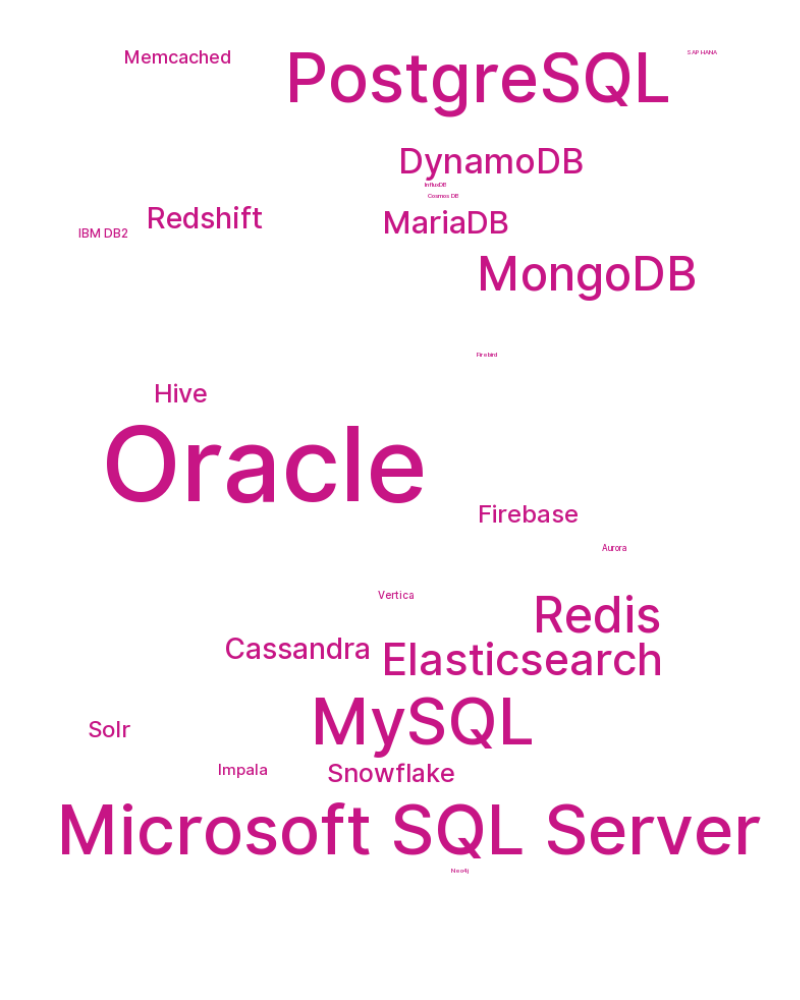 Memcached
PostgreSQL
SAP HANA
DynamoDB
InfluxDB
Cosmos DB
Redshift
MariaDB
IBM DB2
MongoDB
Firebird
Hive
Oracle
Firebase
Aurora
Vertica
Redis
Cassandra
Elasticsearch
MySQL
Solr
Impala
Snowflake
Microsoft SQL Server
Neo4j